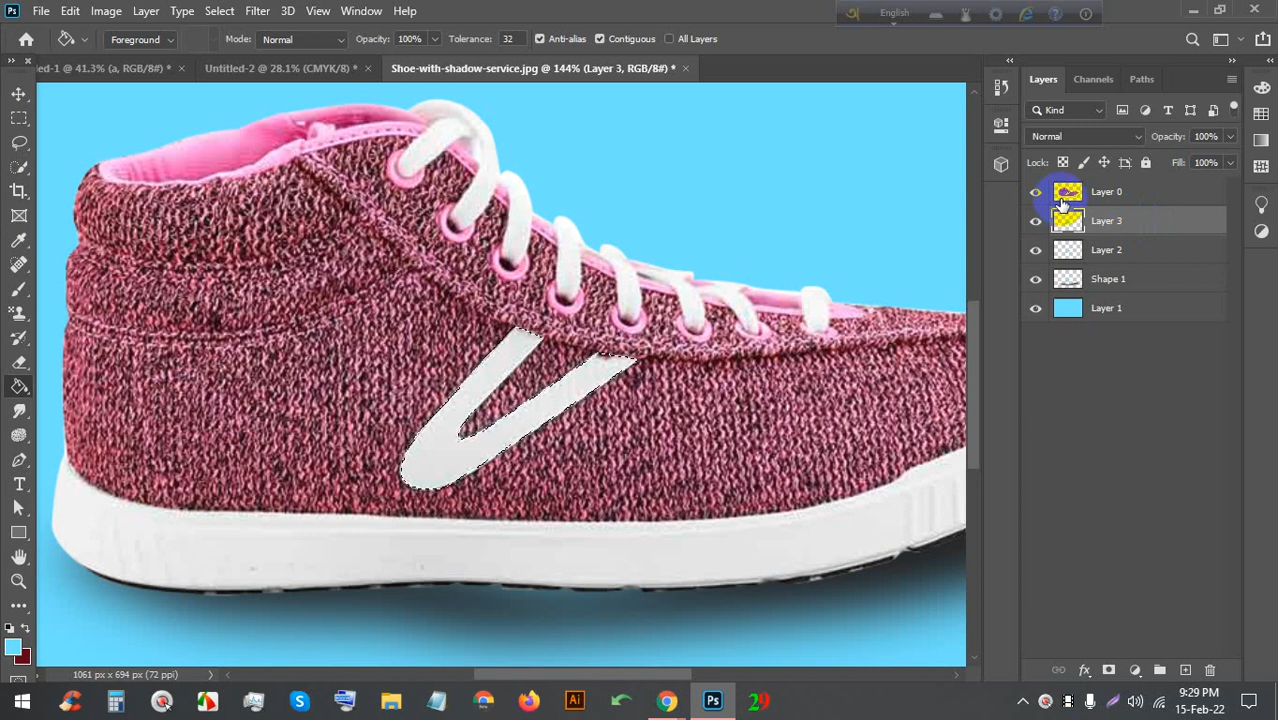 Ps File Edit Image Layer Type Select Filter 3D View Window Help
English
Foreground Mode: Normal Opacity: 100% Tolerance: 32 Anti-alias Contiguous All Layers
ed-1 @ 41.3% (a, RGB/8#) * × Untitled-2 @ 28.1% (CMYK/8) * × Shoe-with-shadow-service.jpg @ 144% (Layer 3, RGB/8#) * ×
Layers Channels Paths
Kind
Normal Opacity: 100%
Lock: Fill: 100%
Layer 0
Layer 3
Layer 2
Shape 1
Layer 1
1061 px x 694 px (72 ppi)
Ai Ps 29
9:29 PM
15-Feb-22